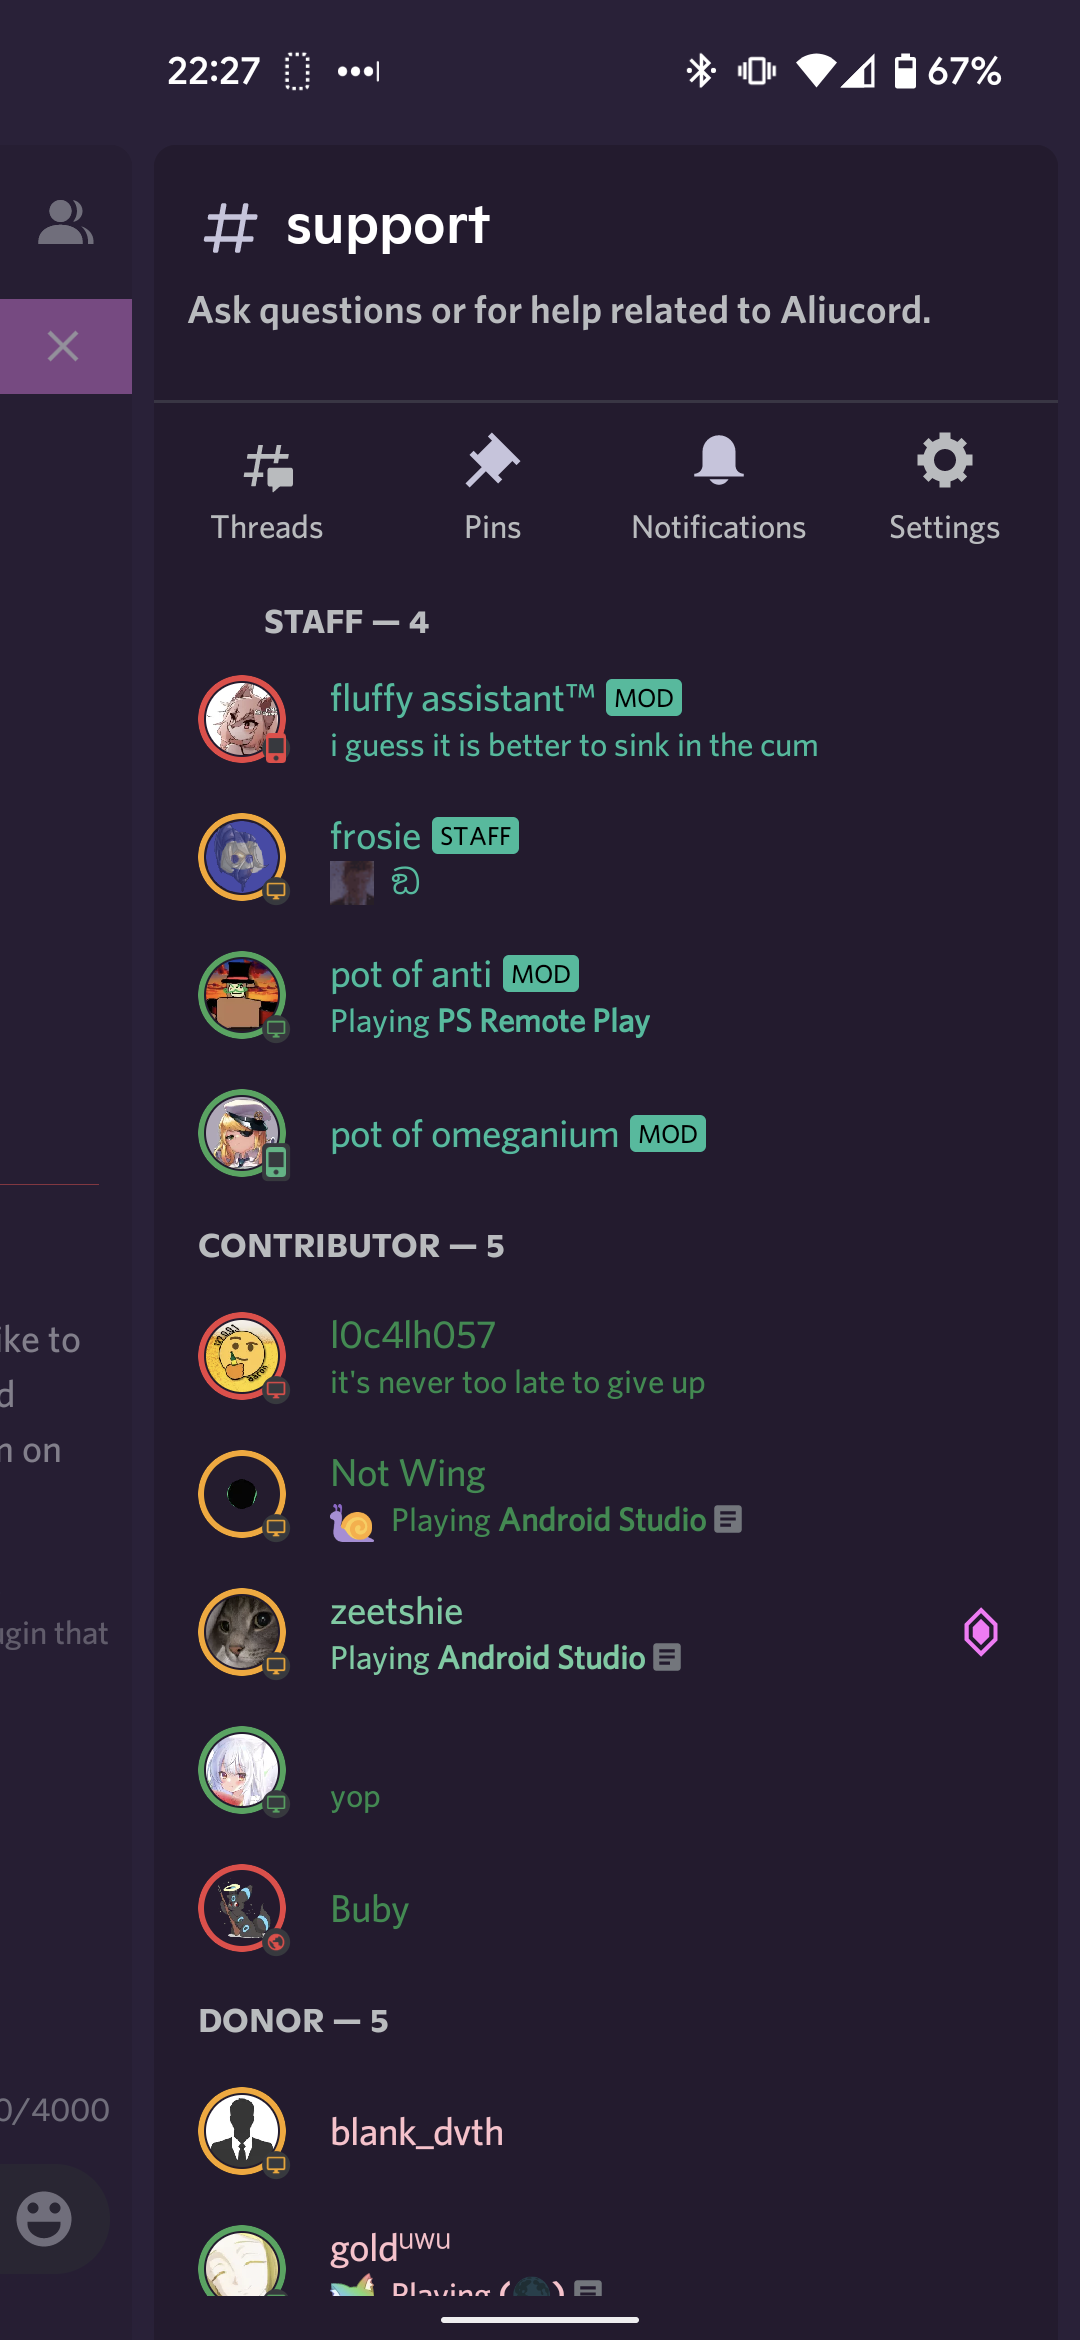 22:27
67%
# support
Ask questions or for help related to Aliucord.
Threads
Pins
Notifications
Settings
STAFF — 4
fluffy assistant™ MOD
i guess it is better to sink in the cum
frosie STAFF
pot of anti MOD
Playing PS Remote Play
pot of omeganium MOD
CONTRIBUTOR — 5
l0c4lh057
it's never too late to give up
Not Wing
Playing Android Studio
zeetshie
Playing Android Studio
yop
Buby
DONOR — 5
blank_dvth
gold ᵘʷᵘ
Playing (
ike to
d
n on
ugin that
0/4000